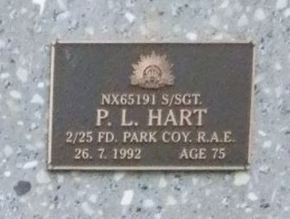 NX65191 S/SGT.
P. L. HART
2/25 FD. PARK COY. R.A.E.
26. 7. 1992 AGE 75